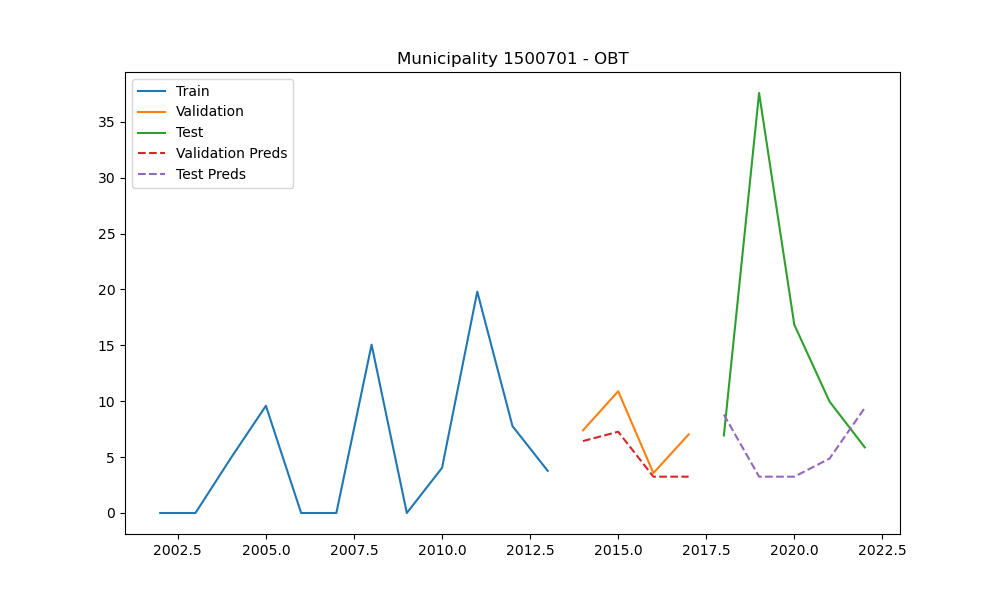 Municipality 1500701 - OBT
Train
Validation
Test
Validation Preds
Test Preds
35
30
25
20
15
10
5
0
2002.5 2005.0 2007.5 2010.0 2012.5 2015.0 2017.5 2020.0 2022.5